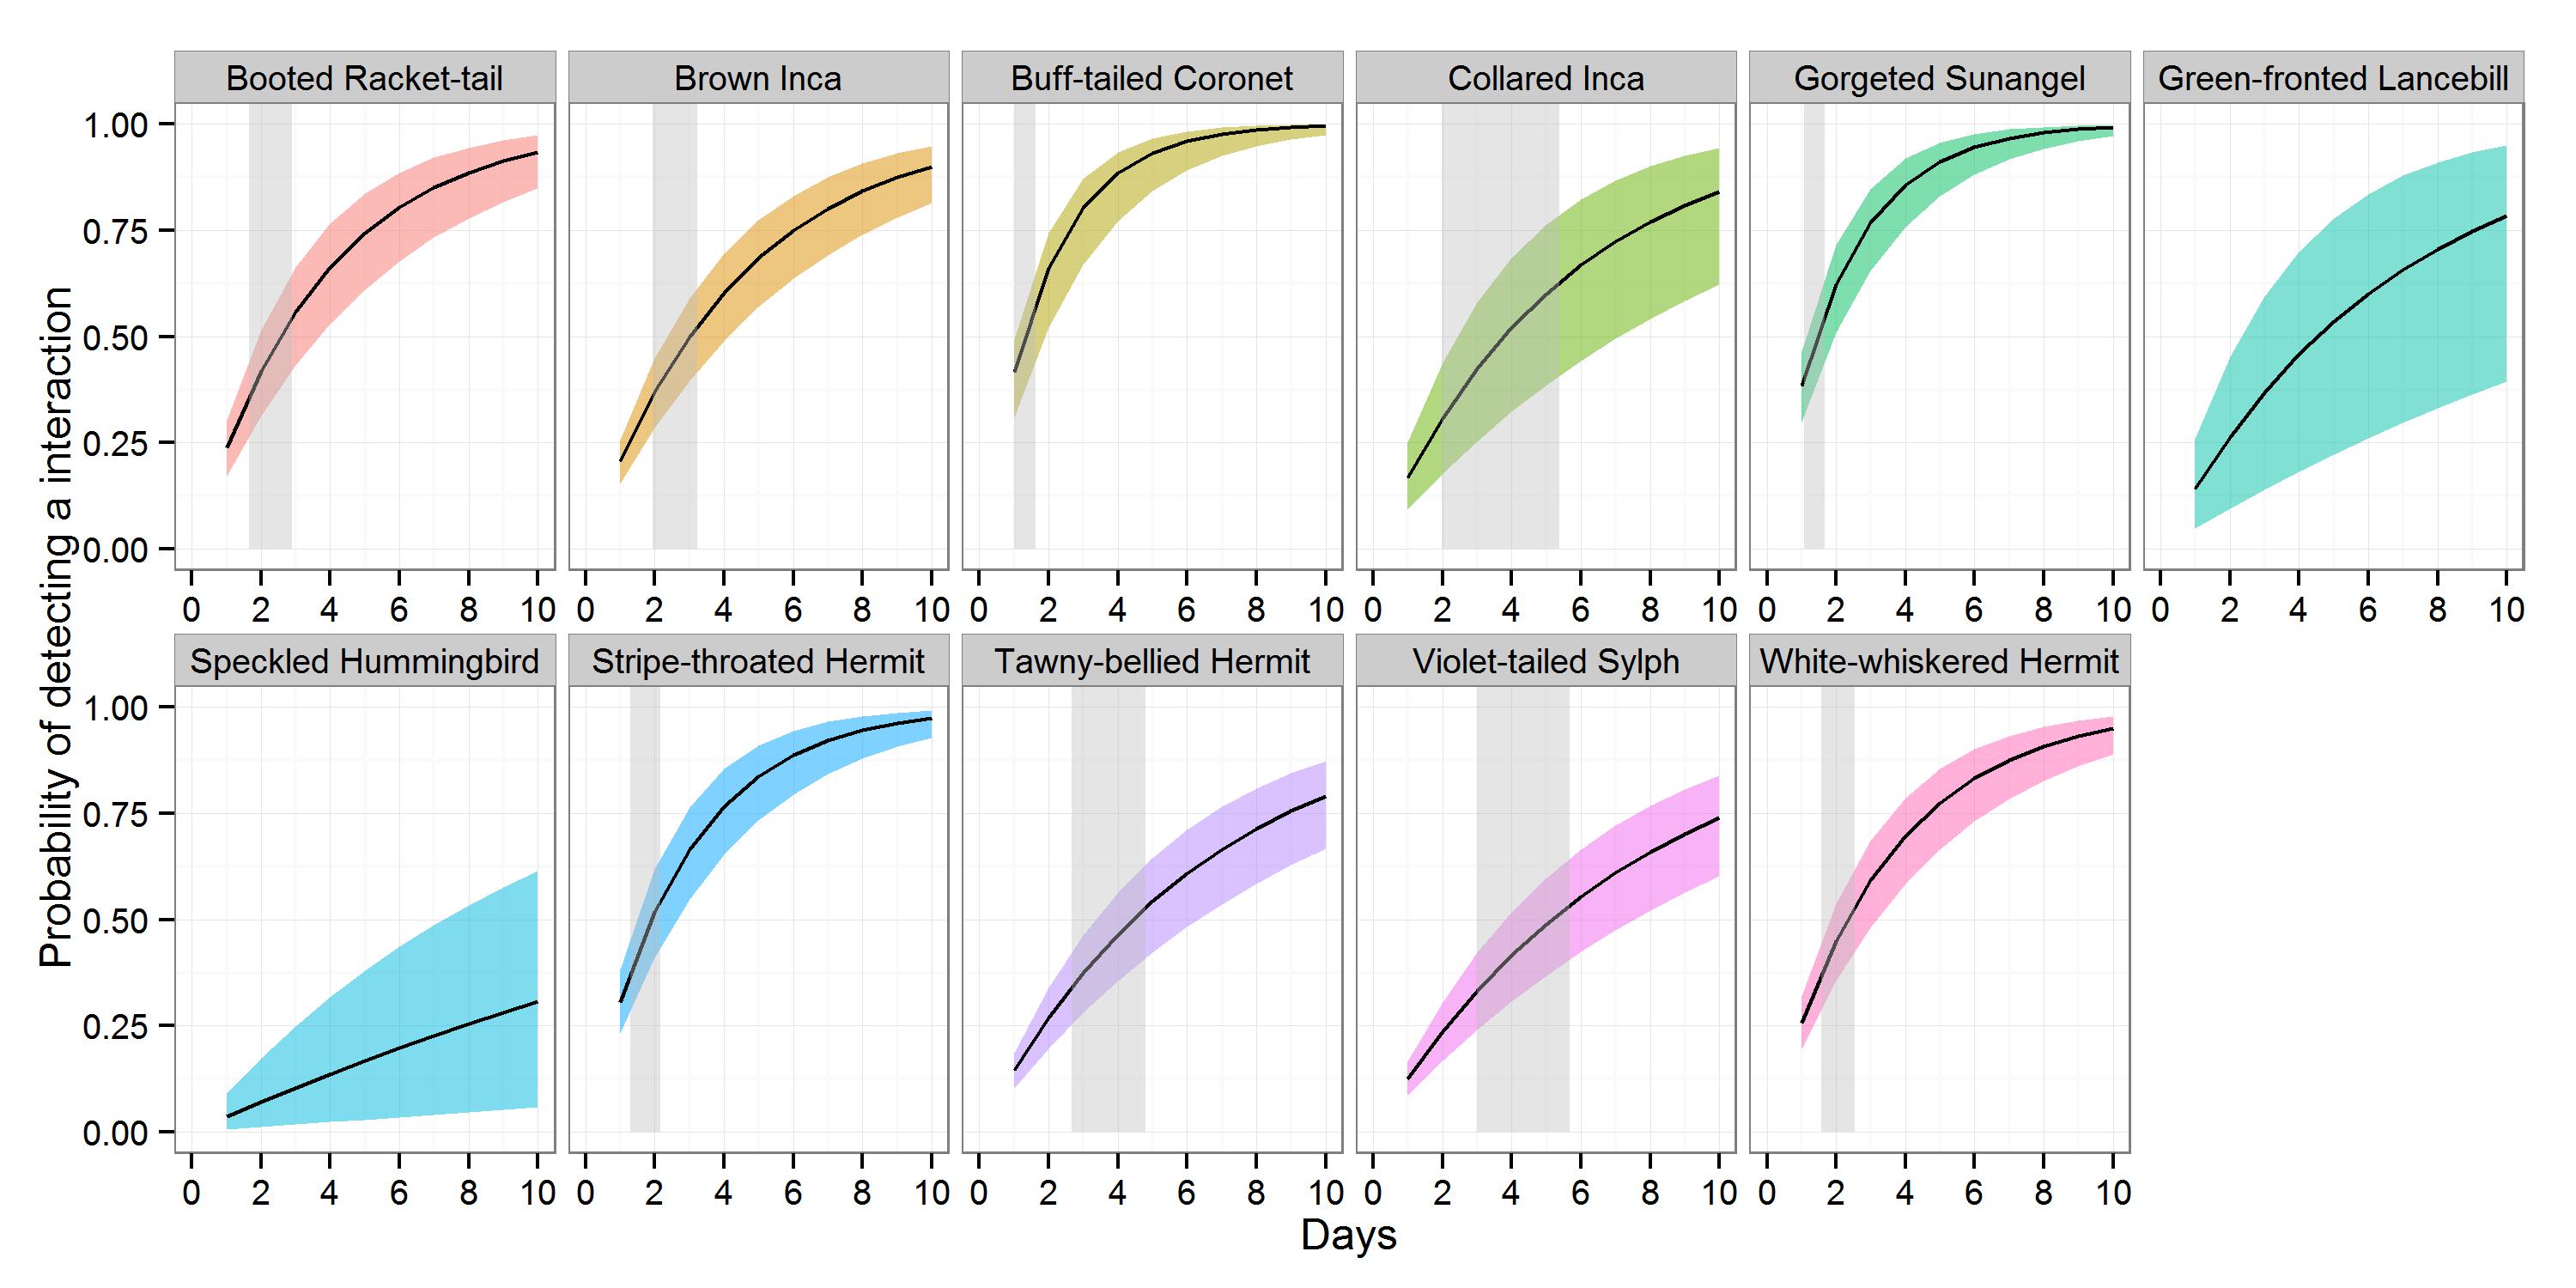 Booted Racket-tail Brown Inca Buff-tailed Coronet Collared Inca Gorgeted Sunangel Green-fronted Lancebill
1.00
0.75
0.50
0.25
0.00
0 2 4 6 8 10 0 2 4 6 8 10 0 2 4 6 8 10 0 2 4 6 8 10 0 2 4 6 8 10 0 2 4 6 8 10
Probability of detecting a interaction
Speckled Hummingbird Stripe-throated Hermit Tawny-bellied Hermit Violet-tailed Sylph White-whiskered Hermit
1.00
0.75
0.50
0.25
0.00
0 2 4 6 8 10 0 2 4 6 8 10 0 2 4 6 8 10 0 2 4 6 8 10 0 2 4 6 8 10
Days